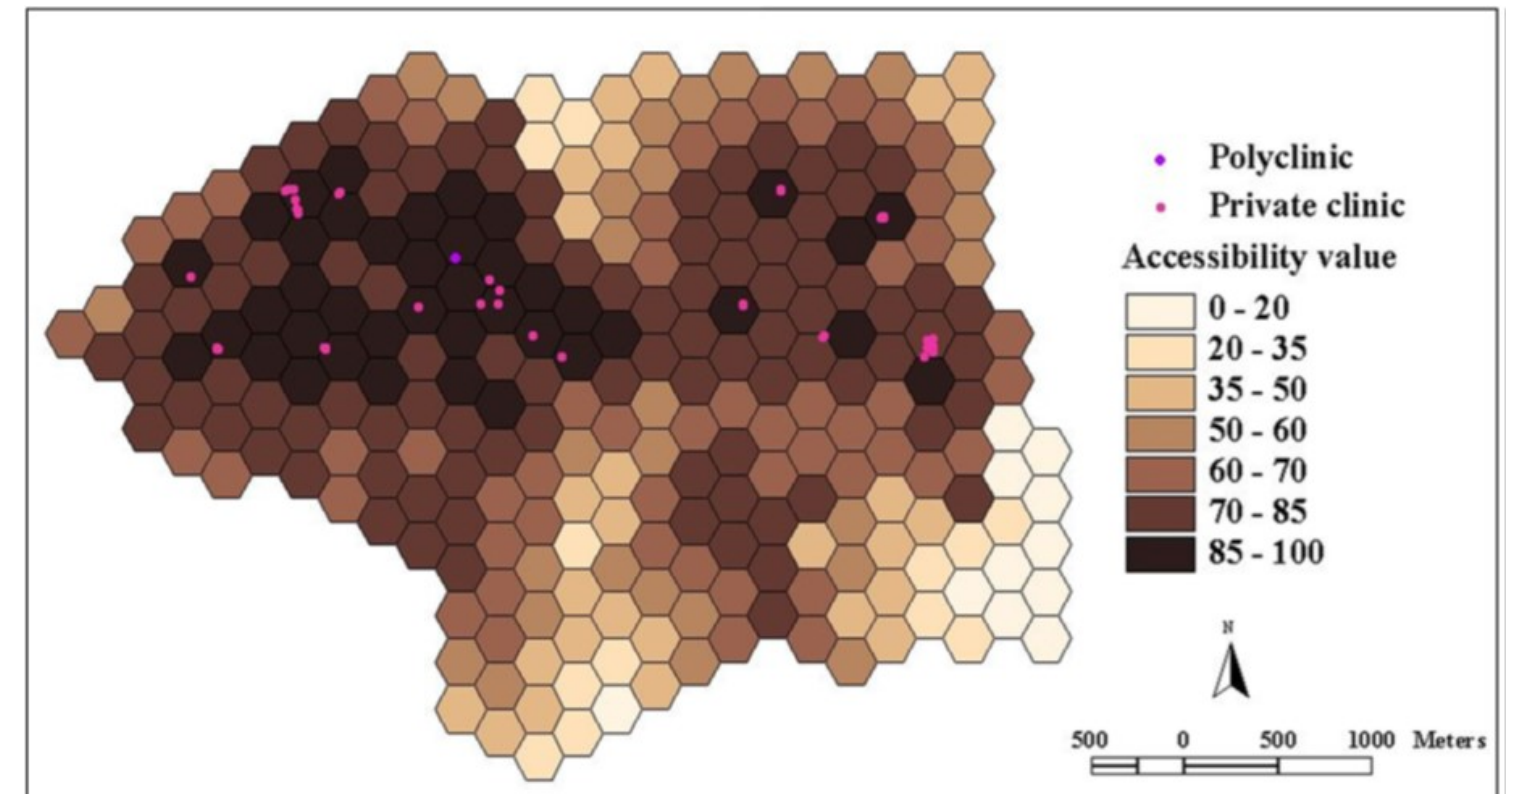 Polyclinic
Private clinic
Accessibility value
0 - 20
20 - 35
35 - 50
50 - 60
60 - 70
70 - 85
85 - 100
N
500 0 500 1000 Meters